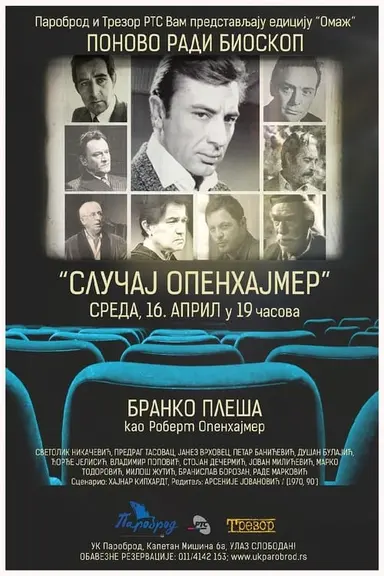 Пароброд и Трезор РТС Вам представљају едицију “Омаж”
ПОНОВО РАДИ БИОСКОП
“СЛУЧАЈ ОПЕНХАЈМЕР”
СРЕДА, 16. АПРИЛ у 19 часова
БРАНКО ПЛЕША
као Роберт Опенхајмер
СВЕТОЛИК НИКАЧЕВИЋ, ПРЕДРАГ ТАСОВАЦ, ЈАНЕЗ ВРХОВЕЦ, ПЕТАР БАНИЋЕВИЋ, ДУШАН БУЛАЈИЋ,
ЂОРЂЕ ЈЕЛИСИЋ, ВЛАДИМИР ПОПОВИЋ, СТОЈАН ДЕЧЕРМИЋ, ЈОВАН МИЛИЋЕВИЋ, МАРКО
ТОДОРОВИЋ, МИЛОШ ЖУТИЋ, БРАНИСЛАВ БОРОЗАН, РАДЕ МАРКОВИЋ
Сценарио: ХАЈНАР КИПХАРДТ, Редитељ: АРСЕНИЈЕ ЈОВАНОВИЋ / (1970, 90')
Пароброд
РТС
Трезор
УК Пароброд, Капетан Мишина 6а, УЛАЗ СЛОБОДАН!
ОБАВЕЗНЕ РЕЗЕРВАЦИЈЕ: 011/4142 153; www.ukparobrod.rs